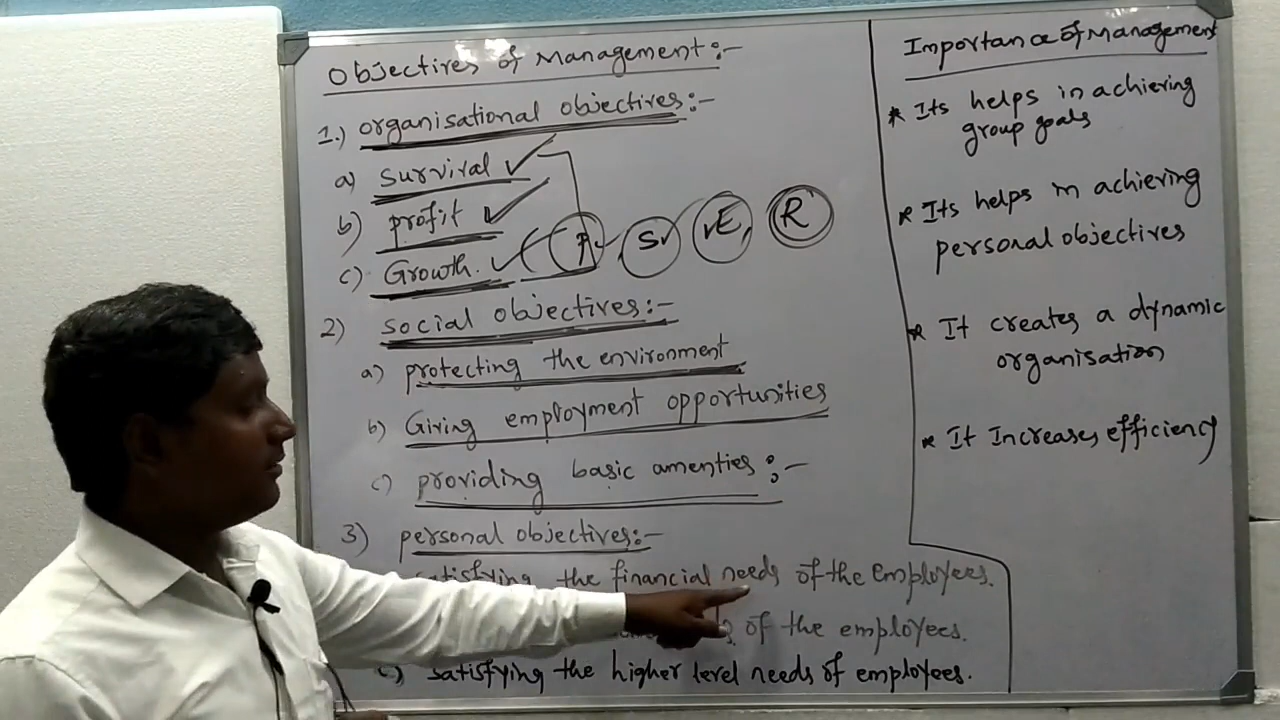 Objectives of Management:-
1.) organisational objectives:-
a) survival ✓
b) profit ✓
c) Growth. ✓
P S E R
2) social objectives:-
a) protecting the environment
b) Giving employment opportunities
c) providing basic amenties :-
3) personal objectives:-
satisfying the financial needs of the employees.
of the employees.
c) satisfying the higher level needs of employees.
Importance of Management
* Its helps in achieving
group goals
* Its helps in achieving
personal objectives
* It creates a dynamic
organisation
* It Increases efficiency